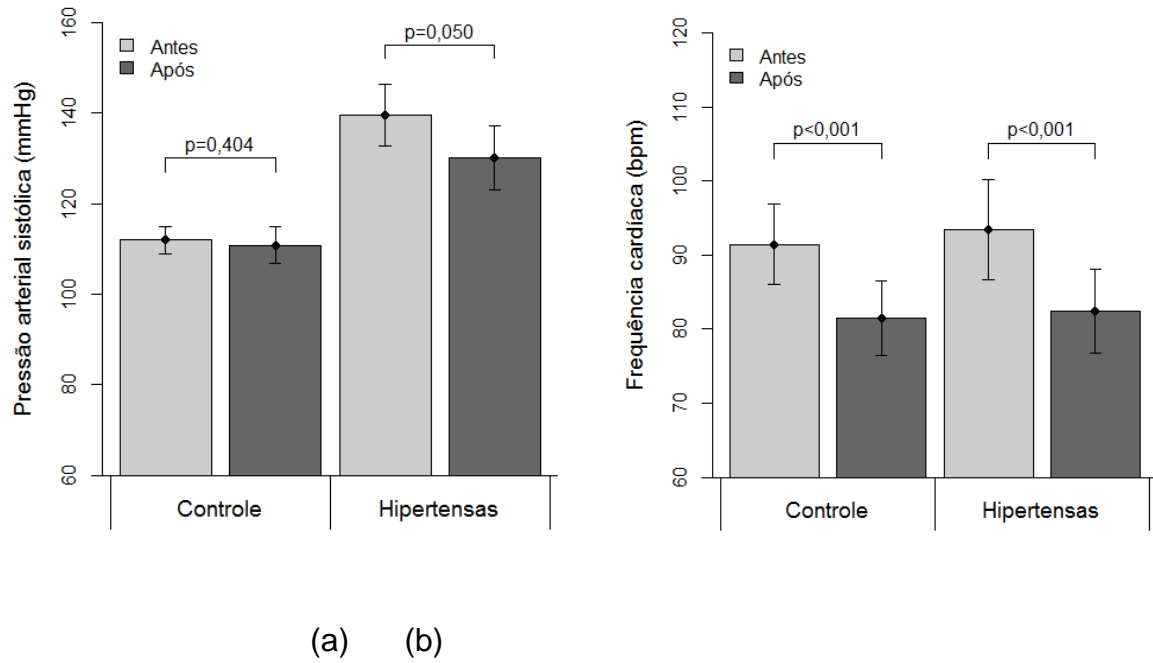 Pressão arterial sistólica (mmHg)
160
140
120
100
80
60
Antes
Após
p=0,404
p=0,050
Controle
Hipertensas
Frequência cardíaca (bpm)
120
110
100
90
80
70
60
Antes
Após
p<0,001
p<0,001
Controle
Hipertensas
(a) (b)